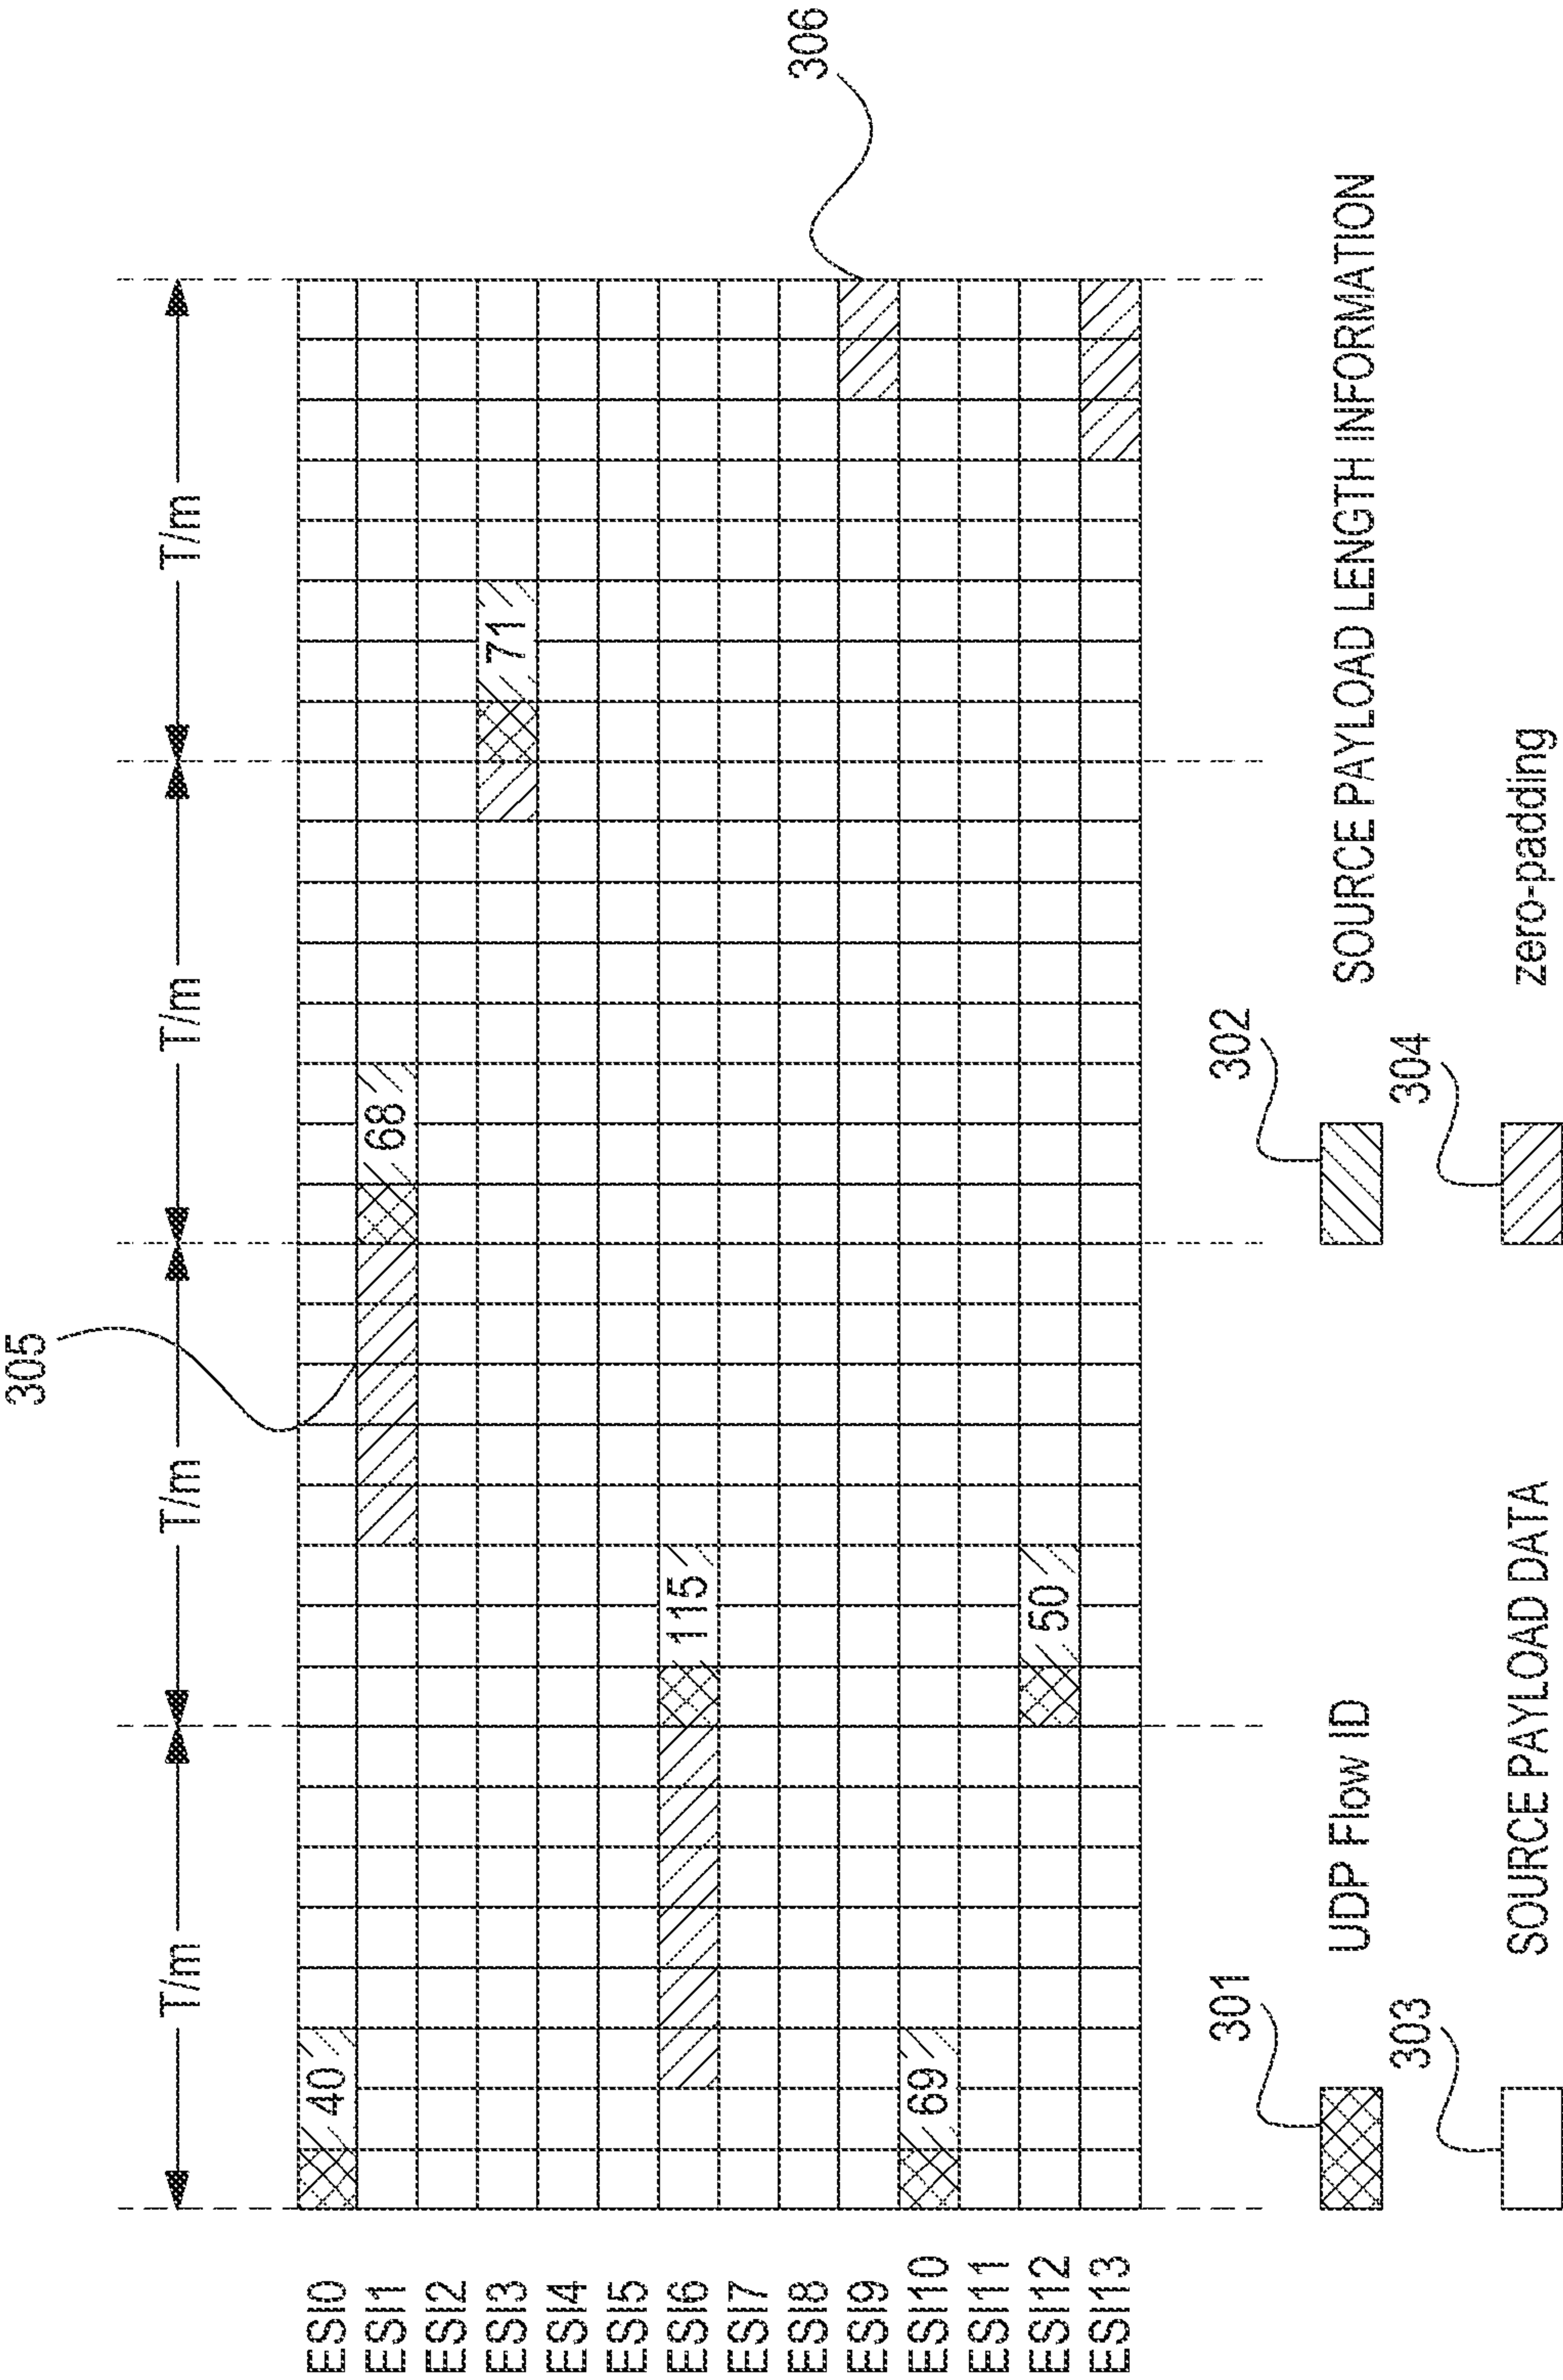 305
306
T/m T/m T/m T/m
ESI0 40
ESI1 68
ESI2
ESI3 71
ESI4
ESI5
ESI6 115
ESI7
ESI8
ESI9
ESI10 69
ESI11
ESI12 50
ESI13
301 UDP Flow ID
302 SOURCE PAYLOAD LENGTH INFORMATION
303 SOURCE PAYLOAD DATA
304 zero-padding